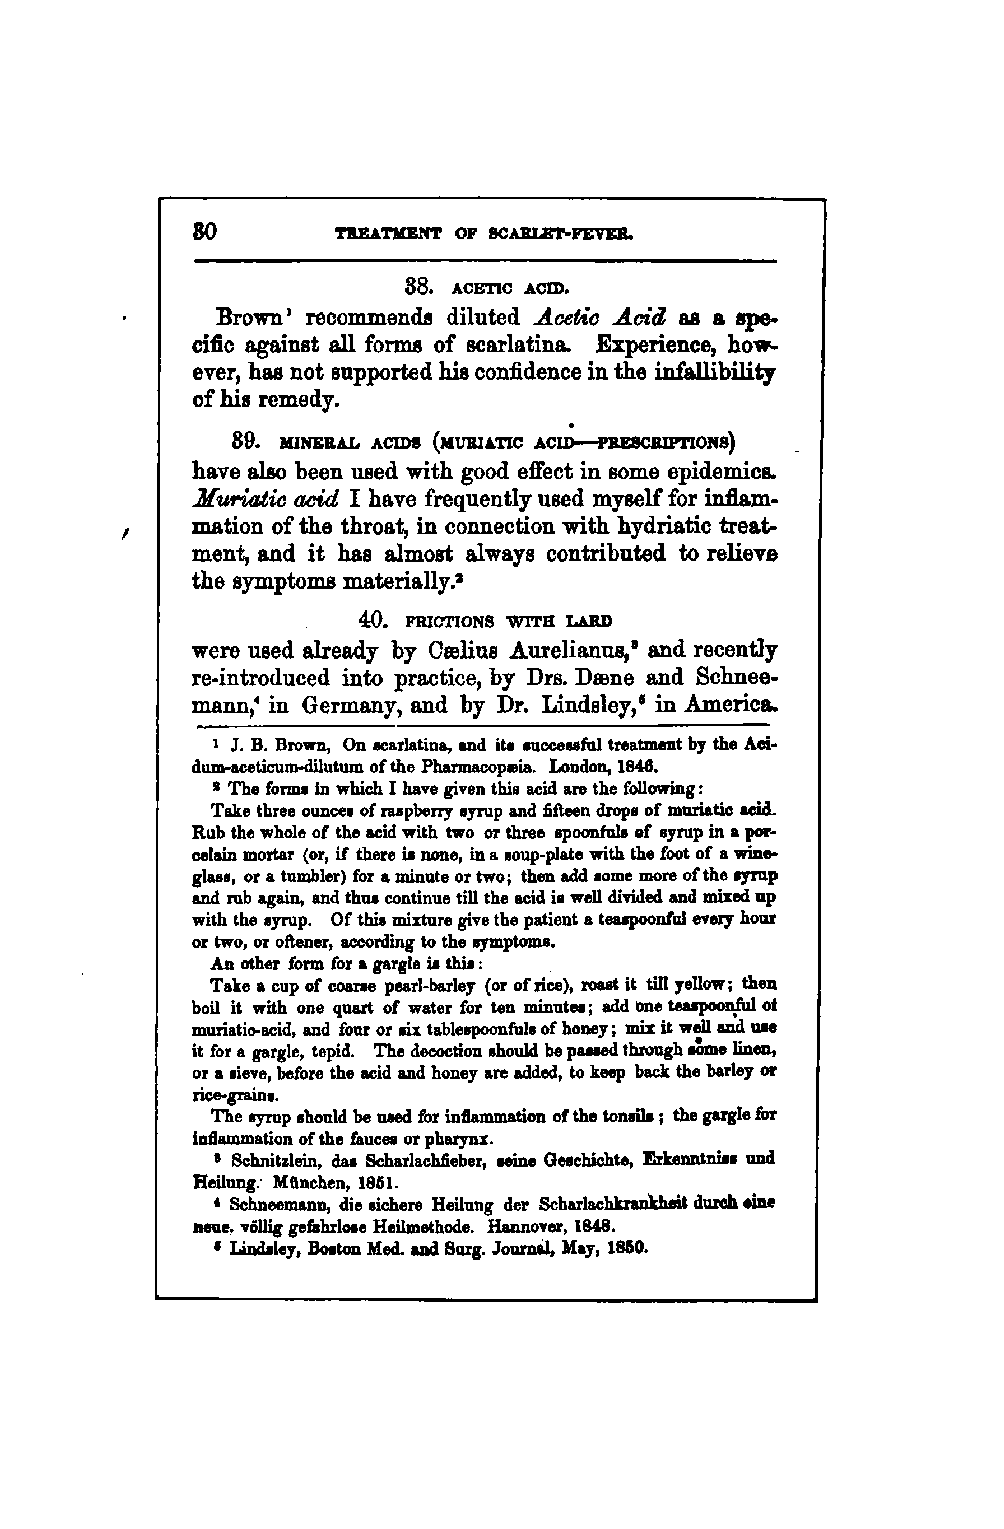 80 TREATMENT OF SCARLET-FEVER.
38. ACETIC ACID.
Brown¹ recommends diluted Acetic Acid as a spe-
cific against all forms of scarlatina. Experience, how-
ever, has not supported his confidence in the infallibility
of his remedy.
39. MINERAL ACIDS (MURIATIC ACID—PRESCRIPTIONS)
have also been used with good effect in some epidemics.
Muriatic acid I have frequently used myself for inflam-
mation of the throat, in connection with hydriatic treat-
ment, and it has almost always contributed to relieve
the symptoms materially.²
40. FRICTIONS WITH LARD
were used already by Cælius Aurelianus,³ and recently
re-introduced into practice, by Drs. Dæne and Schnee-
mann,⁴ in Germany, and by Dr. Lindsley,⁵ in America.
¹ J. B. Brown, On scarlatina, and its successful treatment by the Aci-
dum-aceticum-dilutum of the Pharmacopæia. London, 1846.
² The forms in which I have given this acid are the following:
Take three ounces of raspberry syrup and fifteen drops of muriatic acid.
Rub the whole of the acid with two or three spoonfuls of syrup in a por-
celain mortar (or, if there is none, in a soup-plate with the foot of a wine-
glass, or a tumbler) for a minute or two; then add some more of the syrup
and rub again, and thus continue till the acid is well divided and mixed up
with the syrup. Of this mixture give the patient a teaspoonful every hour
or two, or oftener, according to the symptoms.
An other form for a gargle is this:
Take a cup of coarse pearl-barley (or of rice), roast it till yellow; then
boil it with one quart of water for ten minutes; add one teaspoonful of
muriatic-acid, and four or six tablespoonfuls of honey; mix it well and use
it for a gargle, tepid. The decoction should be passed through some linen,
or a sieve, before the acid and honey are added, to keep back the barley or
rice-grains.
The syrup should be used for inflammation of the tonsils; the gargle for
inflammation of the fauces or pharynx.
³ Schnitzlein, das Scharlachfieber, seine Geschichte, Erkenntniss und
Heilung. München, 1851.
⁴ Schneemann, die sichere Heilung der Scharlachkrankheit durch eine
neue, völlig gefahrlose Heilmethode. Hannover, 1848.
⁵ Lindsley, Boston Med. and Surg. Journal, May, 1850.